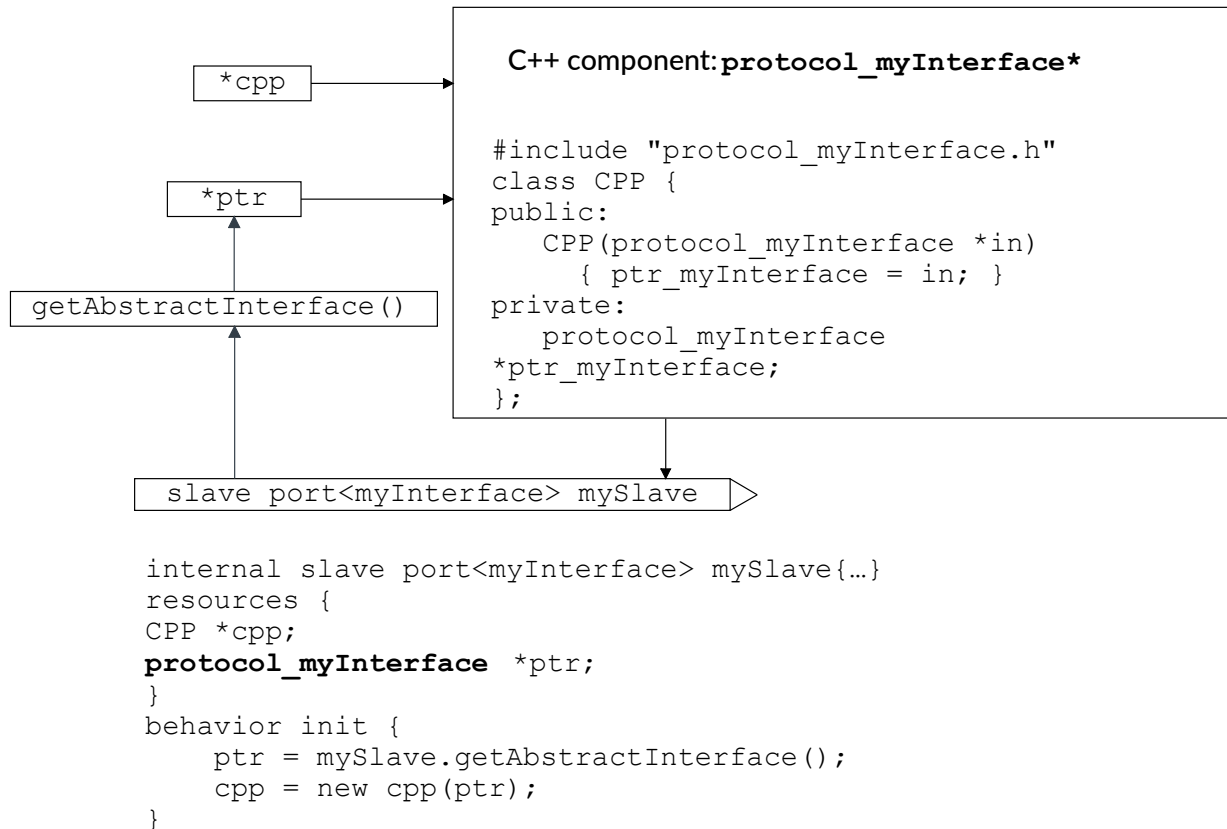 C++ component: protocol_myInterface*
*cpp
#include "protocol_myInterface.h"
class CPP {
public:
CPP(protocol_myInterface *in)
{ ptr_myInterface = in; }
private:
protocol_myInterface
*ptr_myInterface;
};
*ptr
getAbstractInterface()
slave port<myInterface> mySlave
internal slave port<myInterface> mySlave{…}
resources {
CPP *cpp;
protocol_myInterface *ptr;
}
behavior init {
ptr = mySlave.getAbstractInterface();
cpp = new cpp(ptr);
}